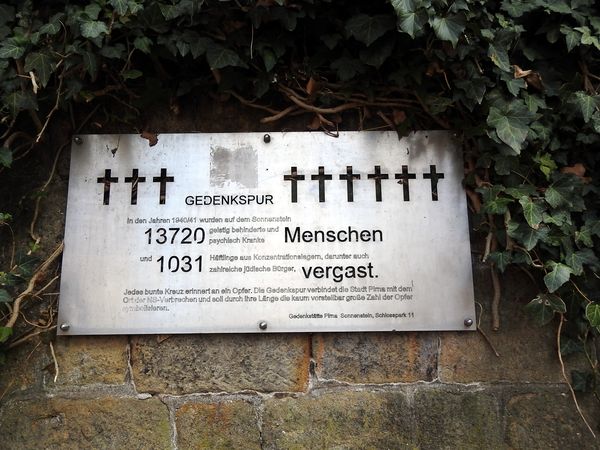 GEDENKSPUR
In den Jahren 1940/41 wurden auf dem Sonnenstein
13720 geistig behinderte und psychisch Kranke Menschen
und 1031 Häftlinge aus Konzentrationslagern, darunter auch zahlreiche jüdische Bürger, vergast.
Jedes bunte Kreuz erinnert an ein Opfer. Die Gedenkspur verbindet die Stadt Pirna mit dem
Ort der NS-Verbrechen und soll durch ihre Länge die kaum vorstellbar große Zahl der Opfer
symbolisieren.
Gedenkstätte Pirna Sonnenstein, Schlosspark 11